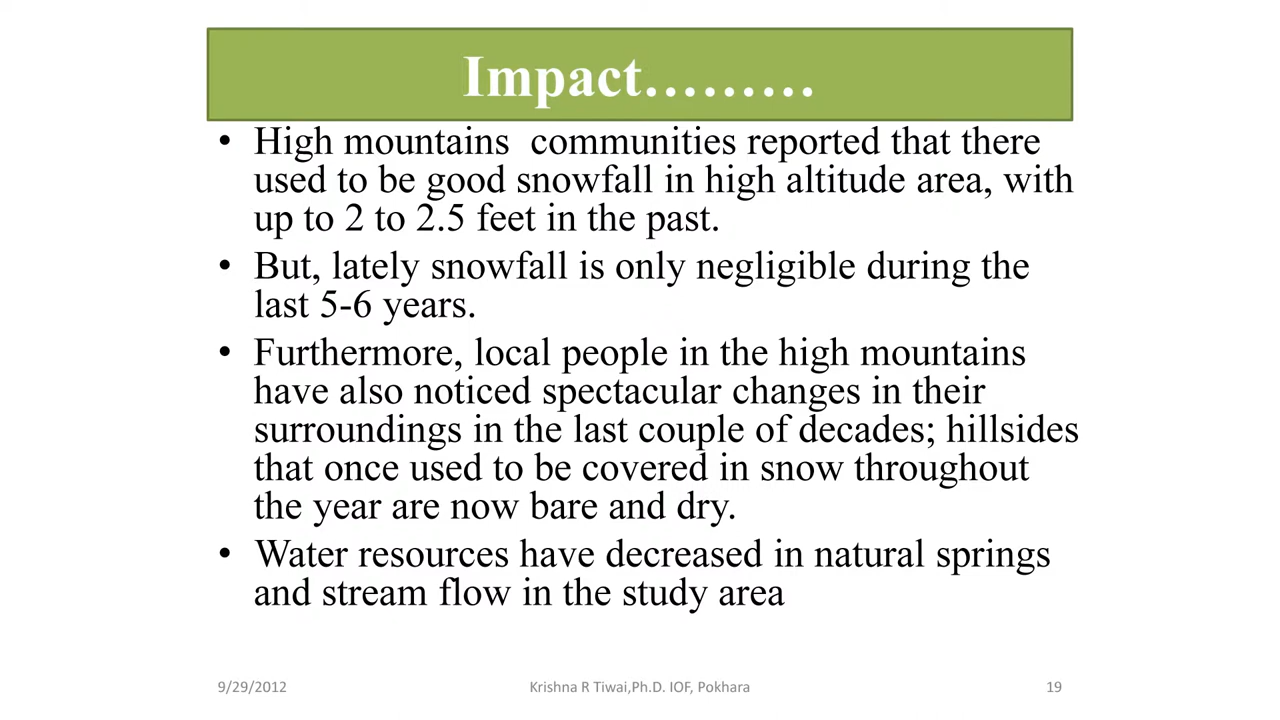 Impact………
• High mountains  communities reported that there
used to be good snowfall in high altitude area, with
up to 2 to 2.5 feet in the past.
• But, lately snowfall is only negligible during the
last 5-6 years.
• Furthermore, local people in the high mountains
have also noticed spectacular changes in their
surroundings in the last couple of decades; hillsides
that once used to be covered in snow throughout
the year are now bare and dry.
• Water resources have decreased in natural springs
and stream flow in the study area
9/29/2012
Krishna R Tiwai,Ph.D. IOF, Pokhara
19